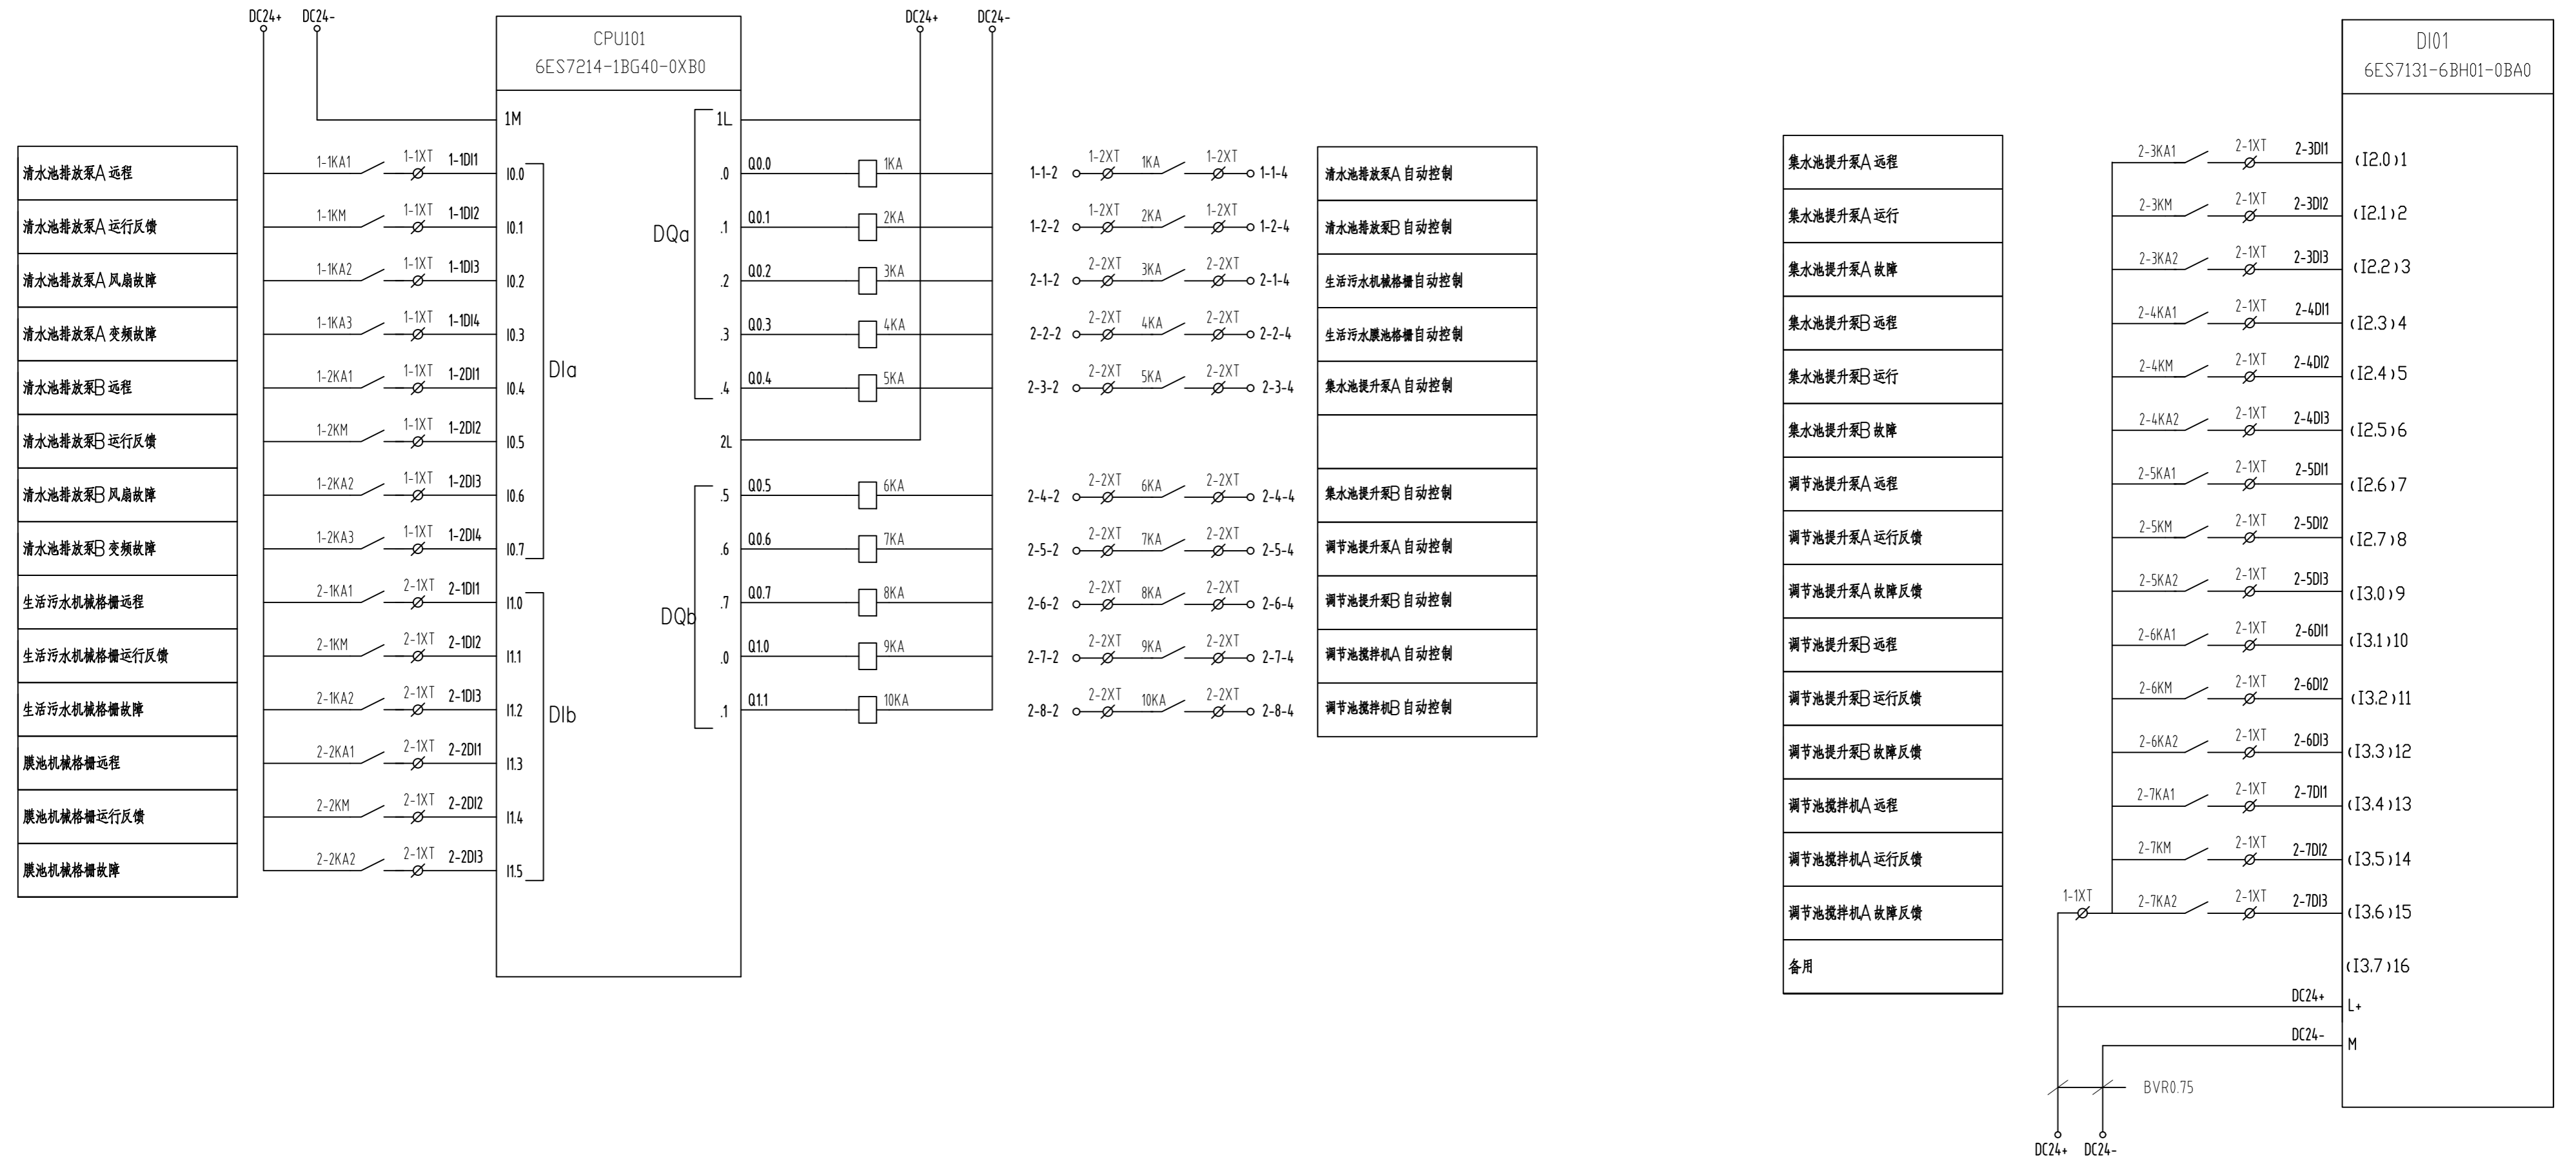 DC24+ DC24- DC24+ DC24-
CPU101
6ES7214-1BG40-0XB0
1M 1L
清水池排放泵A 远程 1-1KA1 1-1XT 1-1DI1 I0.0 .0 Q0.0 1KA 1-1-2 1-2XT 1KA 1-2XT 1-1-4 清水池排放泵A 自动控制
清水池排放泵A 运行反馈 1-1KM 1-1XT 1-1DI2 I0.1 .1 Q0.1 2KA 1-2-2 1-2XT 2KA 1-2XT 1-2-4 清水池排放泵B 自动控制
DQa
清水池排放泵A 风扇故障 1-1KA2 1-1XT 1-1DI3 I0.2 .2 Q0.2 3KA 2-1-2 2-2XT 3KA 2-2XT 2-1-4 生活污水机械格栅自动控制
清水池排放泵A 变频故障 1-1KA3 1-1XT 1-1DI4 I0.3 .3 Q0.3 4KA 2-2-2 2-2XT 4KA 2-2XT 2-2-4 生活污水膜池格栅自动控制
DIa
清水池排放泵B 远程 1-2KA1 1-1XT 1-2DI1 I0.4 .4 Q0.4 5KA 2-3-2 2-2XT 5KA 2-2XT 2-3-4 集水池提升泵A 自动控制
清水池排放泵B 运行反馈 1-2KM 1-1XT 1-2DI2 I0.5 2L
清水池排放泵B 风扇故障 1-2KA2 1-1XT 1-2DI3 I0.6 .5 Q0.5 6KA 2-4-2 2-2XT 6KA 2-2XT 2-4-4 集水池提升泵B 自动控制
清水池排放泵B 变频故障 1-2KA3 1-1XT 1-2DI4 I0.7 .6 Q0.6 7KA 2-5-2 2-2XT 7KA 2-2XT 2-5-4 调节池提升泵A 自动控制
生活污水机械格栅远程 2-1KA1 2-1XT 2-1DI1 I1.0 .7 Q0.7 8KA 2-6-2 2-2XT 8KA 2-2XT 2-6-4 调节池提升泵B 自动控制
DQb
生活污水机械格栅运行反馈 2-1KM 2-1XT 2-1DI2 I1.1 .0 Q1.0 9KA 2-7-2 2-2XT 9KA 2-2XT 2-7-4 调节池搅拌机A 自动控制
生活污水机械格栅故障 2-1KA2 2-1XT 2-1DI3 I1.2 DIb .1 Q1.1 10KA 2-8-2 2-2XT 10KA 2-2XT 2-8-4 调节池搅拌机B 自动控制
膜池机械格栅远程 2-2KA1 2-1XT 2-2DI1 I1.3
膜池机械格栅运行反馈 2-2KM 2-1XT 2-2DI2 I1.4
膜池机械格栅故障 2-2KA2 2-1XT 2-2DI3 I1.5
DI01
6ES7131-6BH01-0BA0
集水池提升泵A 远程 2-3KA1 2-1XT 2-3DI1 (I2.0)1
集水池提升泵A 运行 2-3KM 2-1XT 2-3DI2 (I2.1)2
集水池提升泵A 故障 2-3KA2 2-1XT 2-3DI3 (I2.2)3
集水池提升泵B 远程 2-4KA1 2-1XT 2-4DI1 (I2.3)4
集水池提升泵B 运行 2-4KM 2-1XT 2-4DI2 (I2.4)5
集水池提升泵B 故障 2-4KA2 2-1XT 2-4DI3 (I2.5)6
调节池提升泵A 远程 2-5KA1 2-1XT 2-5DI1 (I2.6)7
调节池提升泵A 运行反馈 2-5KM 2-1XT 2-5DI2 (I2.7)8
调节池提升泵A 故障反馈 2-5KA2 2-1XT 2-5DI3 (I3.0)9
调节池提升泵B 远程 2-6KA1 2-1XT 2-6DI1 (I3.1)10
调节池提升泵B 运行反馈 2-6KM 2-1XT 2-6DI2 (I3.2)11
调节池提升泵B 故障反馈 2-6KA2 2-1XT 2-6DI3 (I3.3)12
调节池搅拌机A 远程 2-7KA1 2-1XT 2-7DI1 (I3.4)13
调节池搅拌机A 运行反馈 2-7KM 2-1XT 2-7DI2 (I3.5)14
调节池搅拌机A 故障反馈 1-1XT 2-7KA2 2-1XT 2-7DI3 (I3.6)15
备用 (I3.7)16
DC24+ L+
DC24- M
BVR0.75
DC24+ DC24-